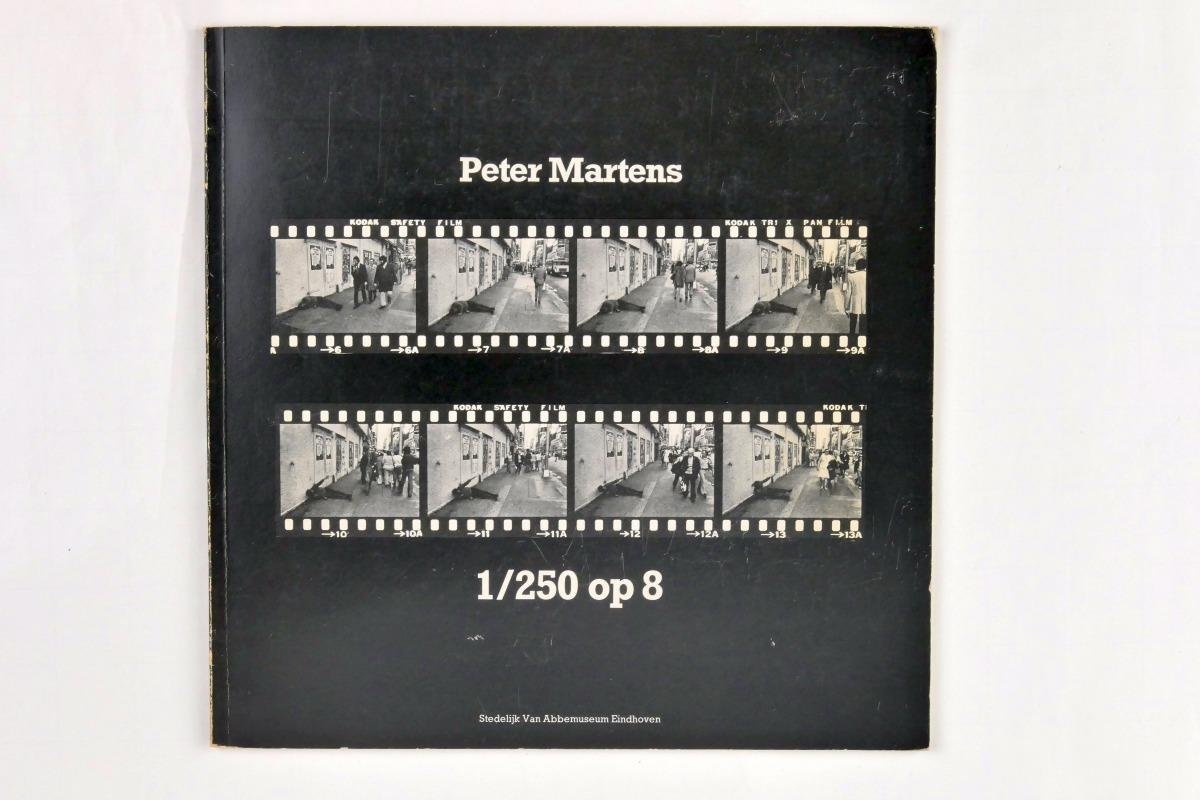 Peter Martens
KODAK SAFETY FILM KODAK TRI X PAN FILM
A →6 →6A →7 →7A →8 →8A →9 →9A
KODAK SAFETY FILM KODAK T
→10 →10A →11 →11A →12 →12A →13 →13A
1/250 op 8
Stedelijk Van Abbemuseum Eindhoven